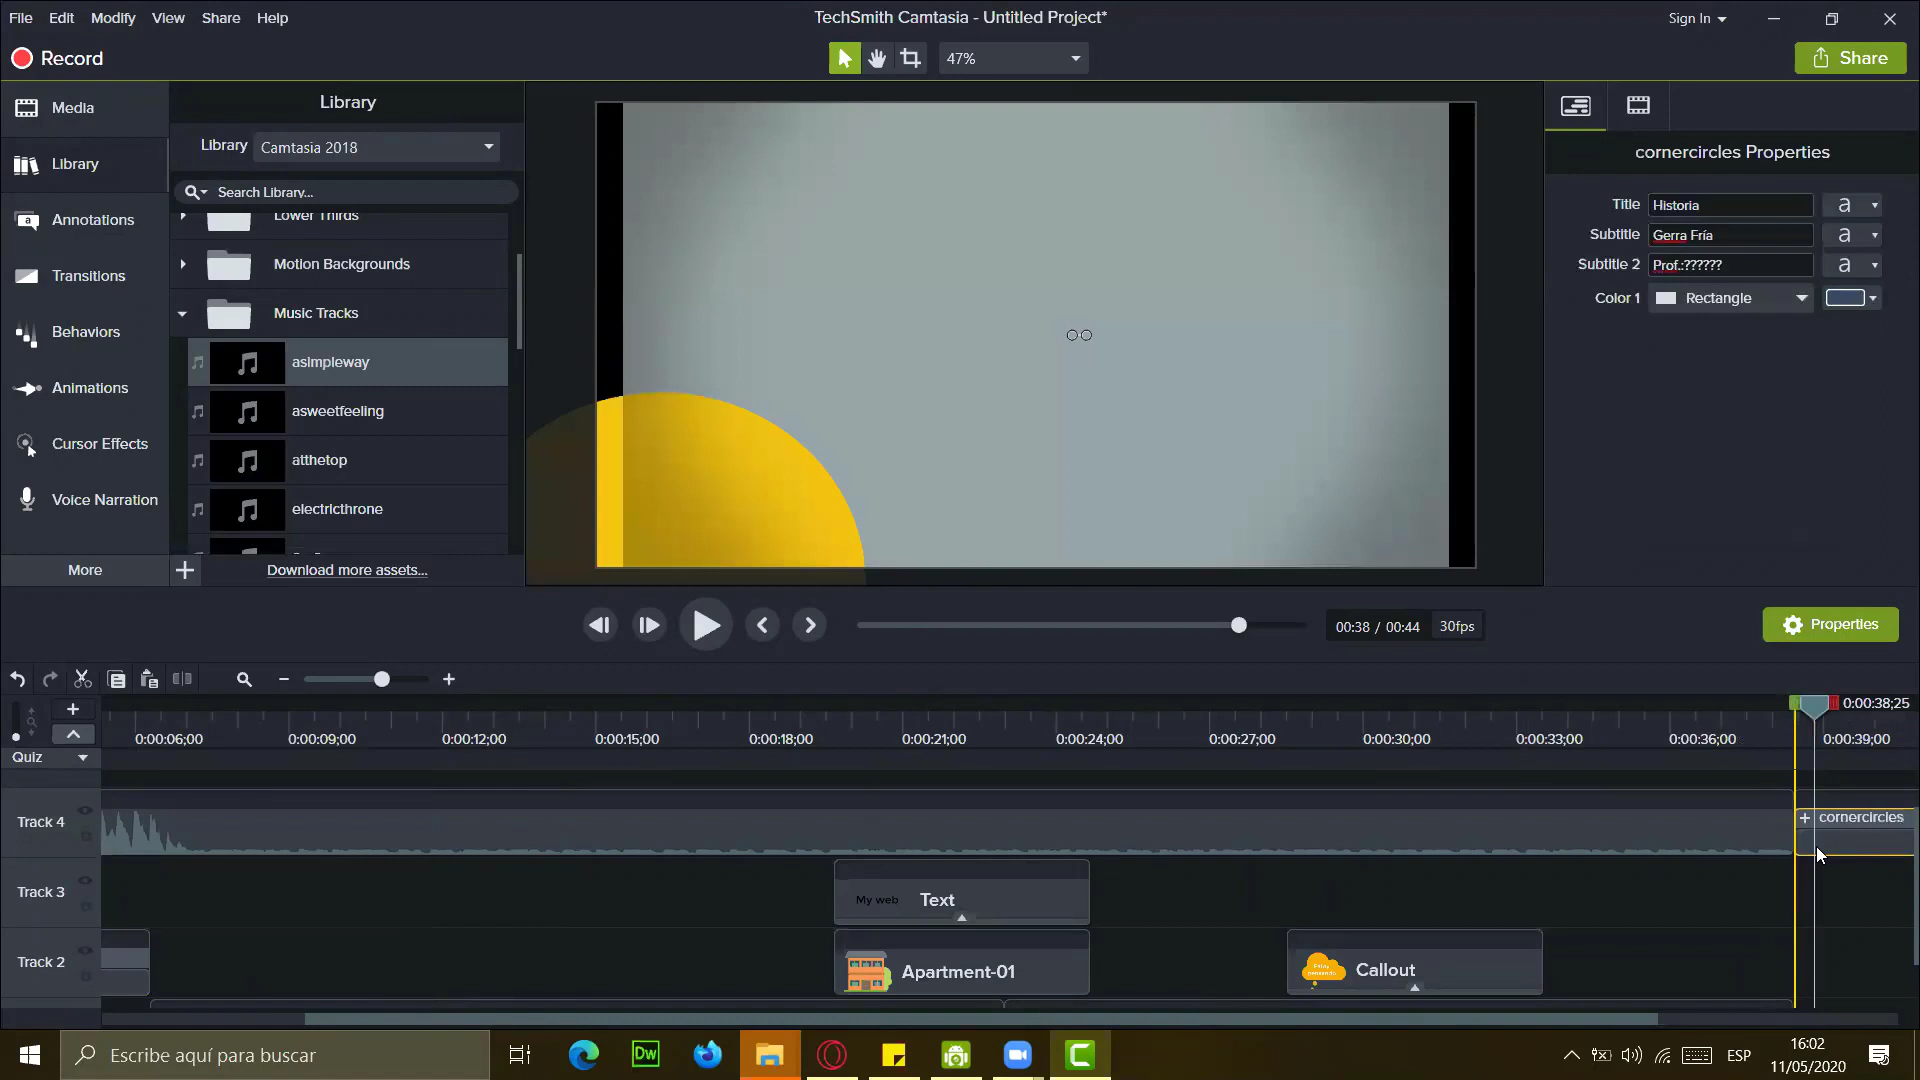 File Edit Modify View Share Help
TechSmith Camtasia - Untitled Project*
Sign In
Record
47%
Share
Media
Library
Annotations
Transitions
Behaviors
Animations
Cursor Effects
Voice Narration
More
Library
Library Camtasia 2018
Search Library...
Lower Thirds
Motion Backgrounds
Music Tracks
asimpleway
asweetfeeling
atthetop
electricthrone
Download more assets...
cornercircles Properties
Title Historia a
Subtitle Gerra Fría a
Subtitle 2 Prof.:?????? a
Color 1 Rectangle
00:38 / 00:44 30fps
Properties
0:00:38;25
0:00:06;00 0:00:09;00 0:00:12;00 0:00:15;00 0:00:18;00 0:00:21;00 0:00:24;00 0:00:27;00 0:00:30;00 0:00:33;00 0:00:36;00 0:00:39;00
Quiz
Track 4
+ cornercircles
Track 3
My web Text
Track 2
Apartment-01
Callout
Escribe aquí para buscar
Dw
ESP
16:02
11/05/2020